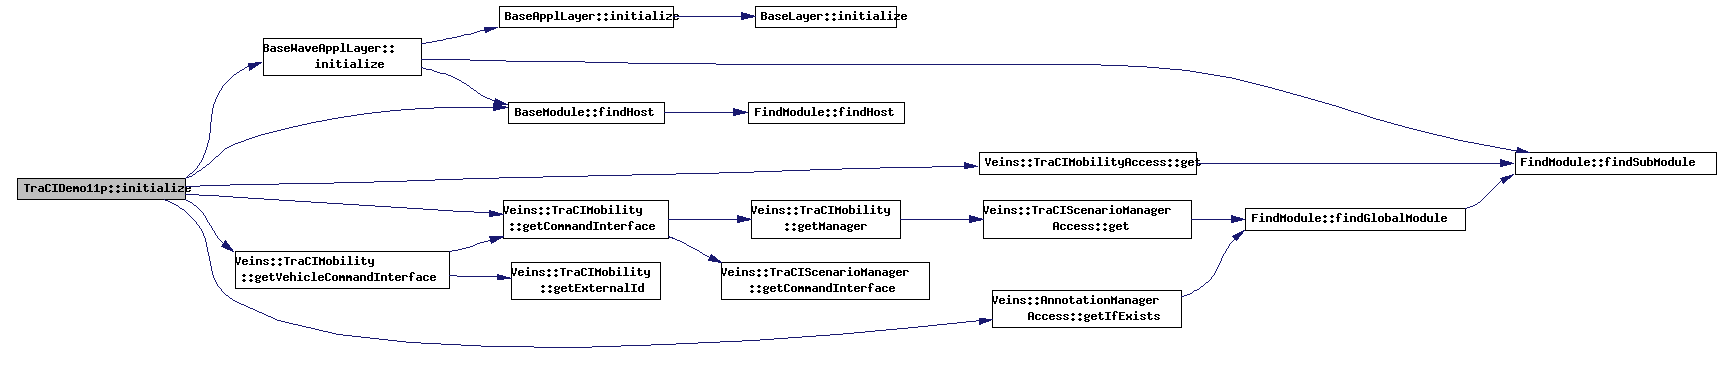 BaseApplLayer::initialize
BaseLayer::initialize
BaseWaveApplLayer::
initialize
BaseModule::findHost
FindModule::findHost
Veins::TraCIMobilityAccess::get
FindModule::findSubModule
TraCIDemo11p::initialize
Veins::TraCIMobility
::getCommandInterface
Veins::TraCIMobility
::getManager
Veins::TraCIScenarioManager
Access::get
FindModule::findGlobalModule
Veins::TraCIMobility
::getVehicleCommandInterface
Veins::TraCIMobility
::getExternalId
Veins::TraCIScenarioManager
::getCommandInterface
Veins::AnnotationManager
Access::getIfExists